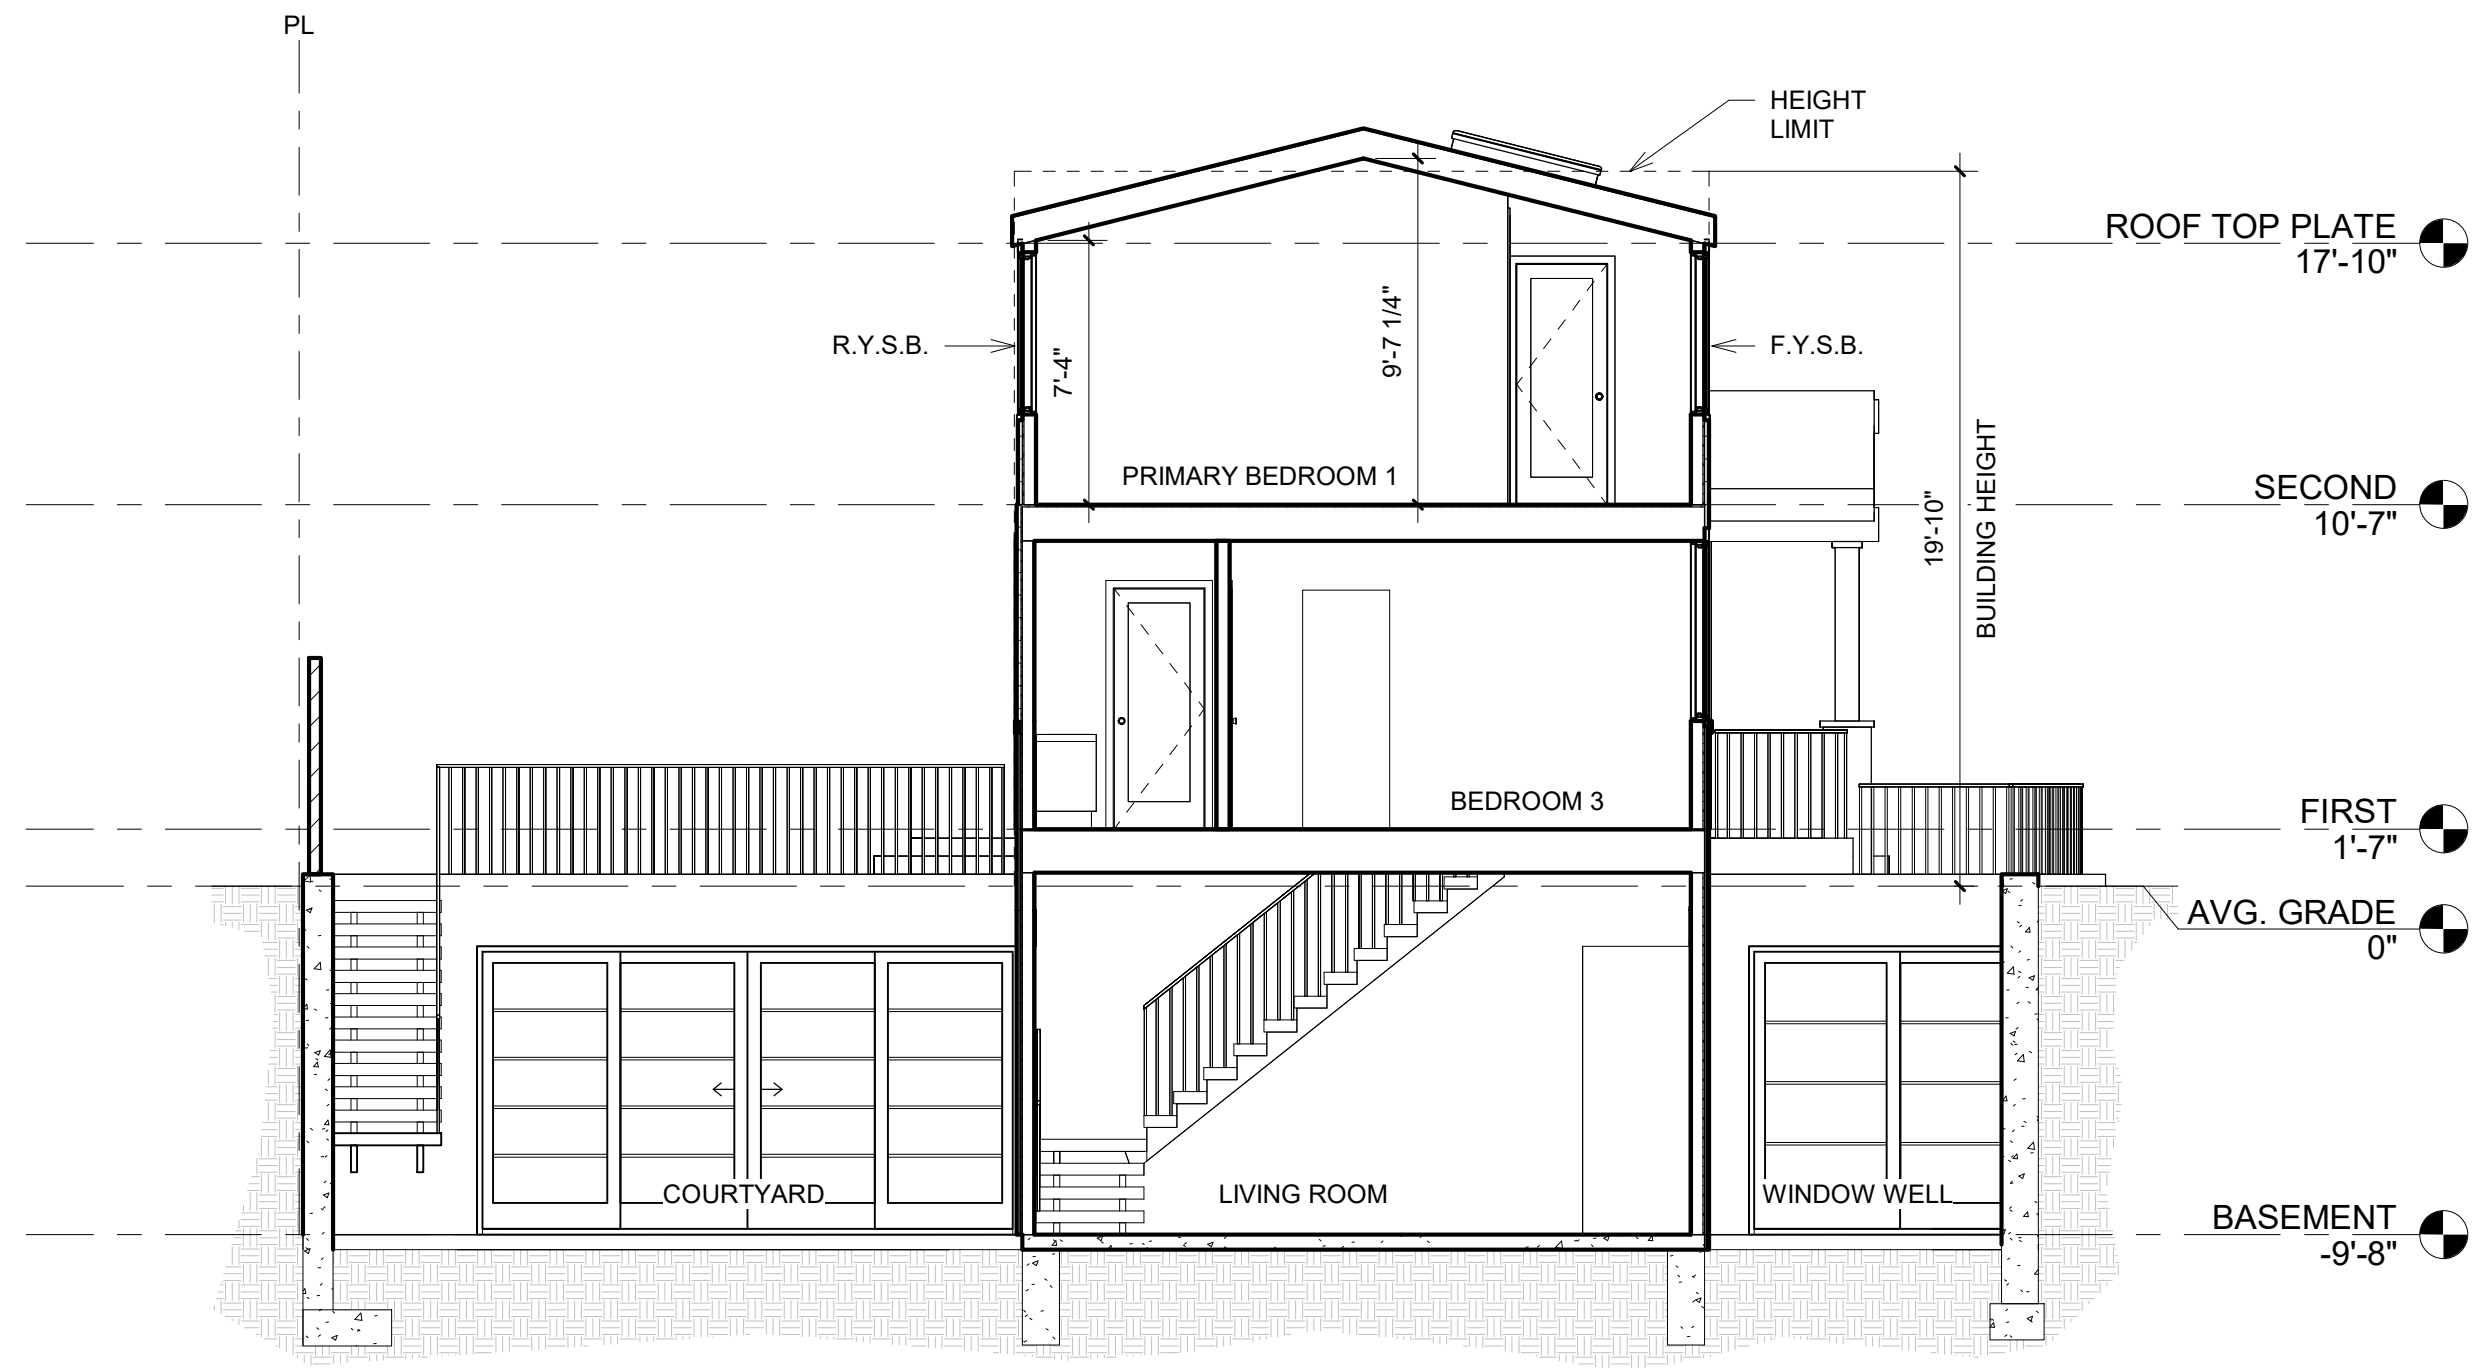 PL
HEIGHT
LIMIT
ROOF TOP PLATE
17'-10"
R.Y.S.B.
7'-4"
9'-7 1/4"
F.Y.S.B.
PRIMARY BEDROOM 1
SECOND
10'-7"
19'-10"
BUILDING HEIGHT
BEDROOM 3
FIRST
1'-7"
AVG. GRADE
0"
COURTYARD
LIVING ROOM
WINDOW WELL
BASEMENT
-9'-8"